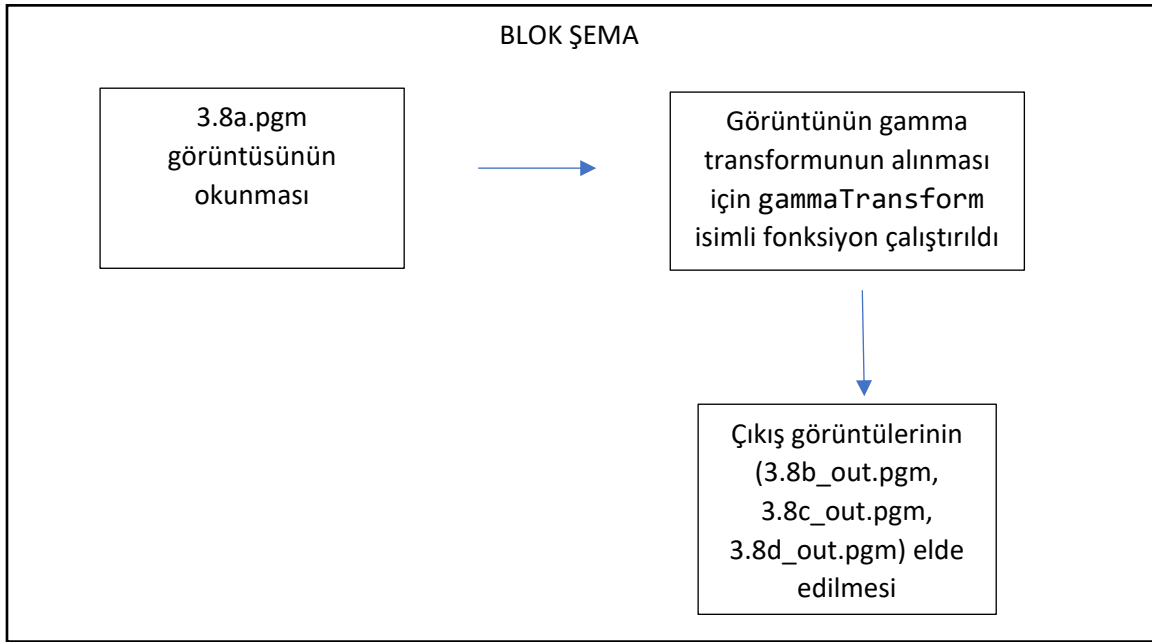 BLOK ŞEMA
3.8a.pgm
görüntüsünün
okunması
Görüntünün gamma
transformunun alınması
için gammaTransform
isimli fonksiyon çalıştırıldı
Çıkış görüntülerinin
(3.8b_out.pgm,
3.8c_out.pgm,
3.8d_out.pgm) elde
edilmesi